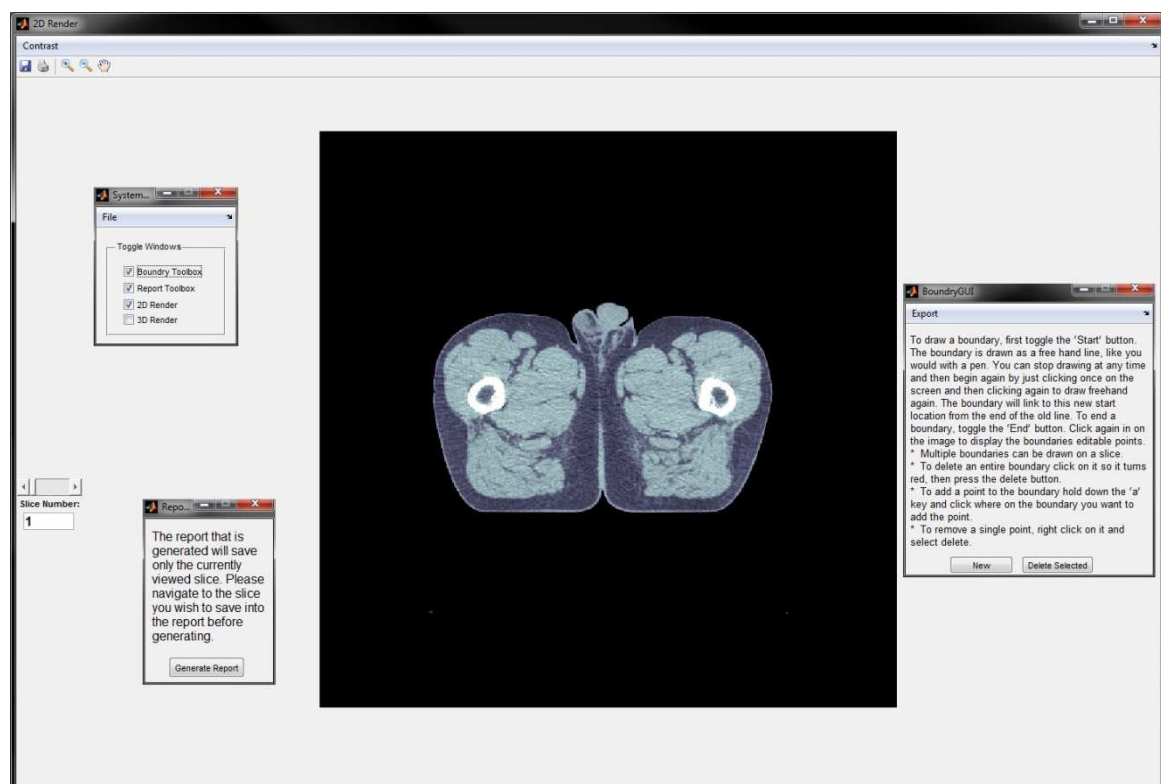 2D Render
Contrast
System...
File
Toggle Windows
Boundry Toolbox
Report Toolbox
2D Render
3D Render
Slice Number:
1
Repo...
The report that is
generated will save
only the currently
viewed slice. Please
navigate to the slice
you wish to save into
the report before
generating.
Generate Report
BoundryGUI
Export
To draw a boundary, first toggle the 'Start' button.
The boundary is drawn as a free hand line, like you
would with a pen. You can stop drawing at any time
and then begin again by just clicking once on the
screen and then clicking again to draw freehand
again. The boundary will link to this new start
location from the end of the old line. To end a
boundary, toggle the 'End' button. Click again in on
the image to display the boundaries editable points.
* Multiple boundaries can be drawn on a slice.
* To delete an entire boundary click on it so it turns
red, then press the delete button.
* To add a point to the boundary hold down the 'a'
key and click where on the boundary you want to
add the point.
* To remove a single point, right click on it and
select delete.
New
Delete Selected